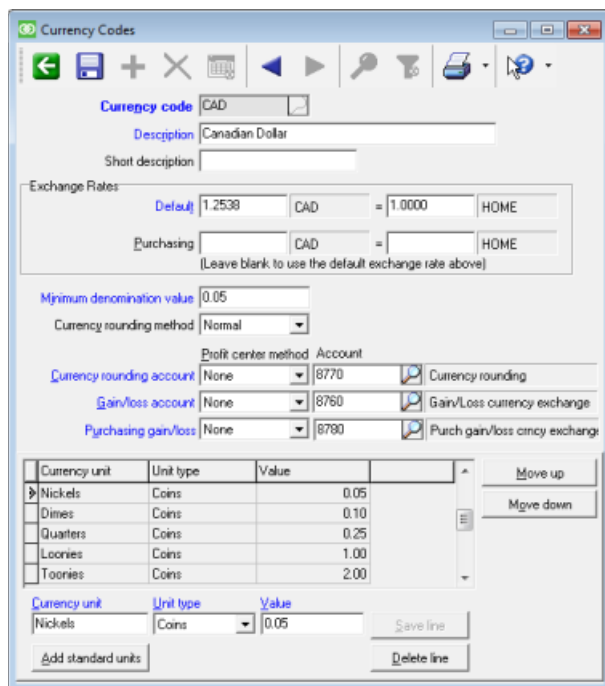 Currency Codes
Currency code CAD
Description Canadian Dollar
Short description
Exchange Rates
Default 1.2538 CAD = 1.0000 HOME
Purchasing CAD = HOME
(Leave blank to use the default exchange rate above)
Minimum denomination value 0.05
Currency rounding method Normal
Profit center method Account
Currency rounding account None 8770 Currency rounding
Gain/loss account None 8760 Gain/Loss currency exchange
Purchasing gain/loss None 8780 Purch gain/loss crncy exchange
Currency unit Unit type Value Move up
Nickels Coins 0.05
Dimes Coins 0.10 Move down
Quarters Coins 0.25
Loonies Coins 1.00
Toonies Coins 2.00
Currency unit Unit type Value
Nickels Coins 0.05 Save line
Add standard units Delete line